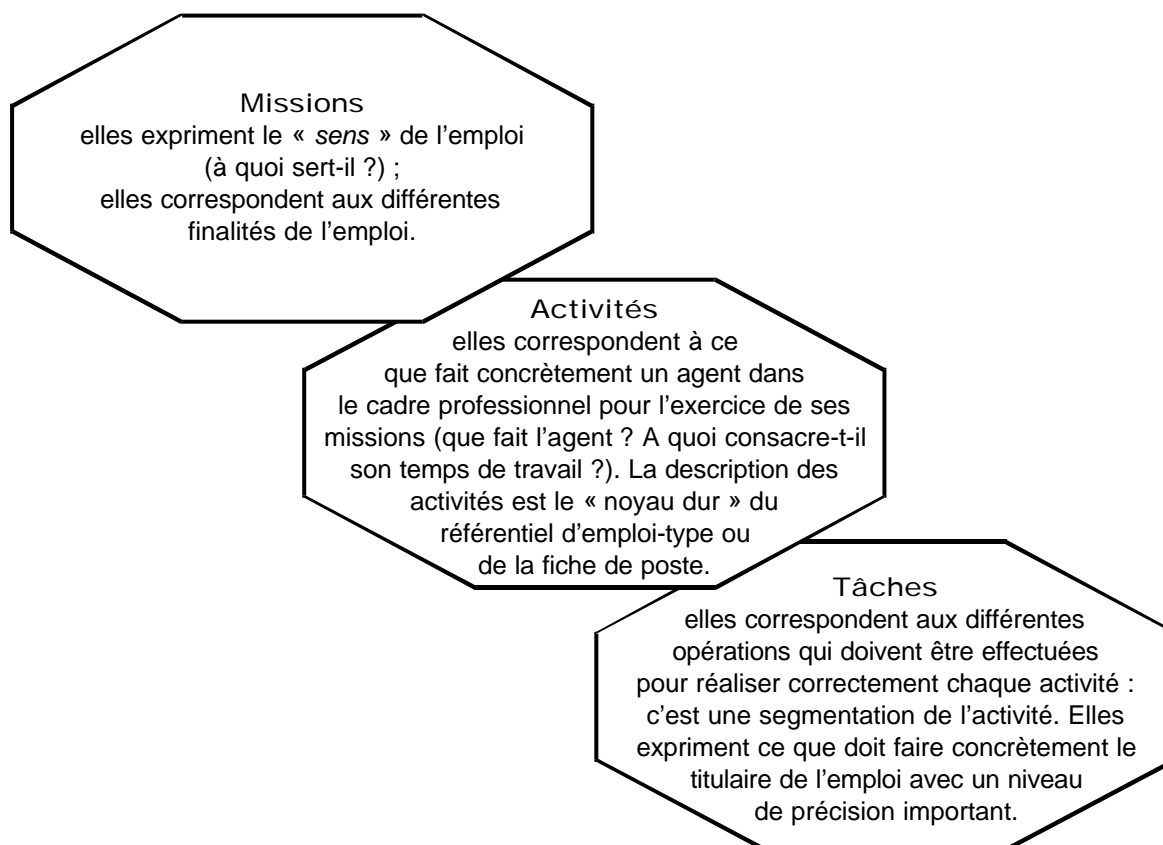 Missions
elles expriment le « sens » de l’emploi
(à quoi sert-il ?) ;
elles correspondent aux différentes
finalités de l’emploi.
Activités
elles correspondent à ce
que fait concrètement un agent dans
le cadre professionnel pour l’exercice de ses
missions (que fait l’agent ? A quoi consacre-t-il
son temps de travail ?). La description des
activités est le « noyau dur » du
référentiel d’emploi-type ou
de la fiche de poste.
Tâches
elles correspondent aux différentes
opérations qui doivent être effectuées
pour réaliser correctement chaque activité :
c’est une segmentation de l’activité. Elles
expriment ce que doit faire concrètement le
titulaire de l’emploi avec un niveau
de précision important.